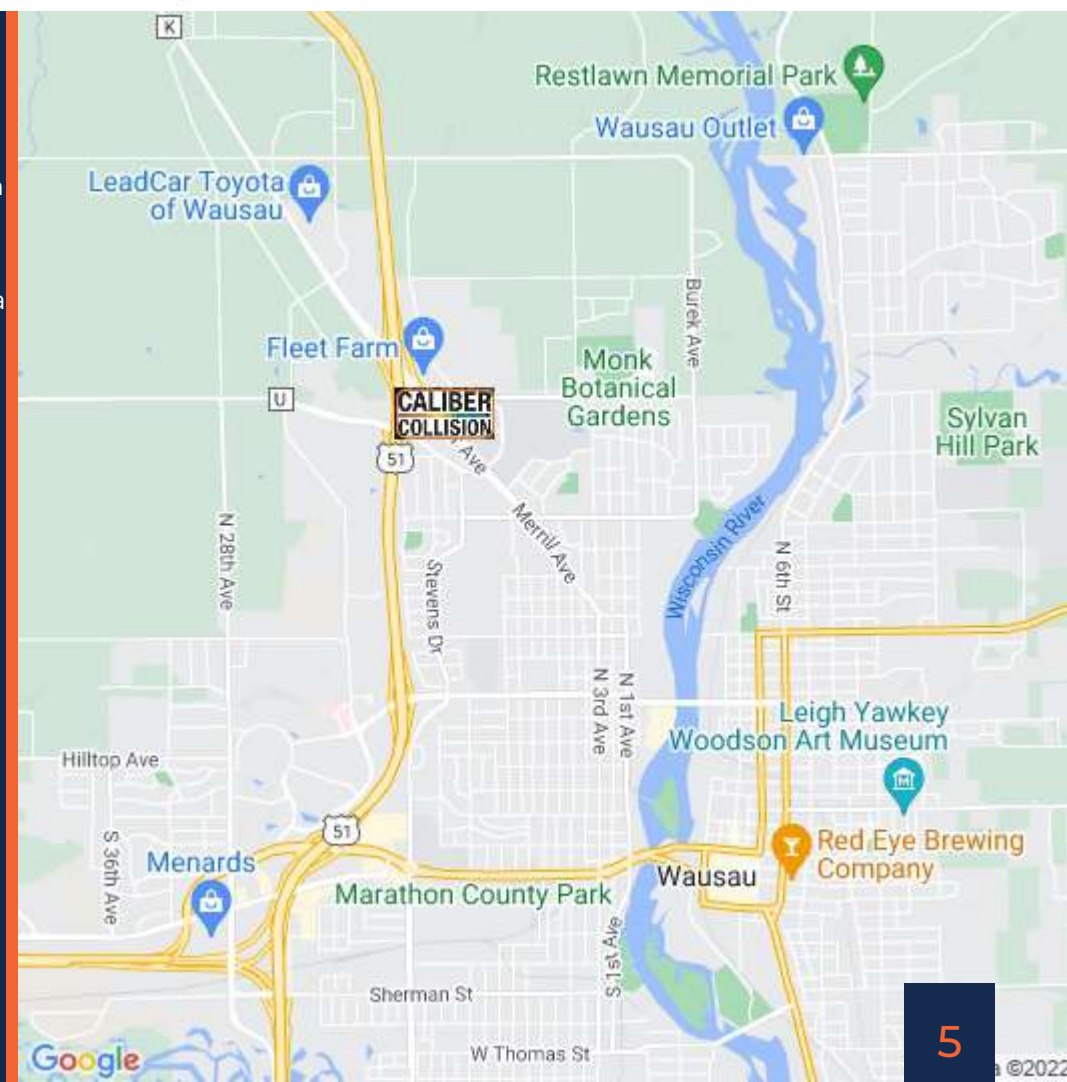 K
Restlawn Memorial Park
Wausau Outlet
LeadCar Toyota
of Wausau
a
Burek Ave
Fleet Farm
Monk
Botanical
Gardens
U
CALIBER
COLLISION
Sylvan
Hill Park
51
Ave
Merrill Ave
Wisconsin River
N 28th Ave
Stevens Dr
N 6th St
N 3rd Ave
N 1st Ave
Leigh Yawkey
Woodson Art Museum
Hilltop Ave
S 36th Ave
51
Menards
Red Eye Brewing
Company
Wausau
Marathon County Park
S 1st Ave
Sherman St
W Thomas St
Google
5
©2022